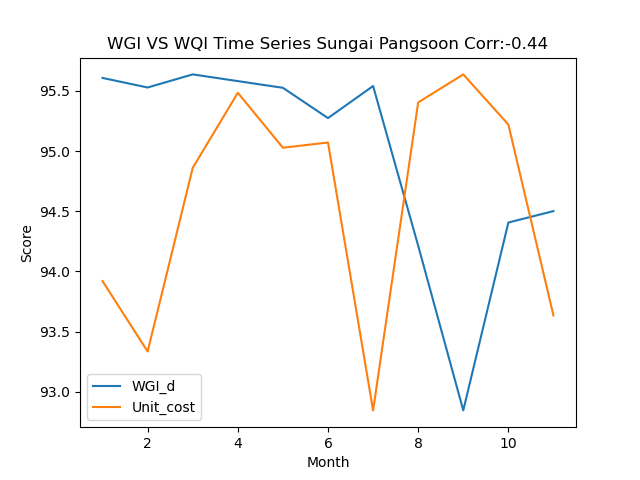 WGI VS WQI Time Series Sungai Pangsoon Corr:-0.44
Score
95.5
95.0
94.5
94.0
93.5
93.0
WGI_d
Unit_cost
2 4 6 8 10
Month